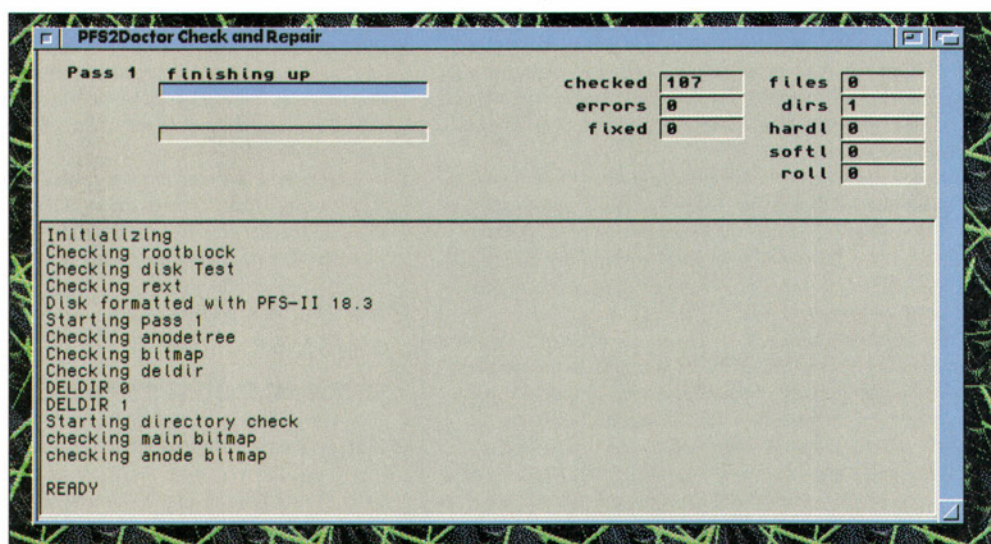 PFS2Doctor Check and Repair
Pass 1 finishing up
checked 107 files 0
errors 0 dirs 1
fixed 0 hardl 0
softl 0
roll 0
Initializing
Checking rootblock
Checking disk Test
Checking rext
Disk formatted with PFS-II 18.3
Starting pass 1
Checking anodetree
Checking bitmap
Checking deldir
DELDIR 0
DELDIR 1
Starting directory check
checking main bitmap
checking anode bitmap
READY